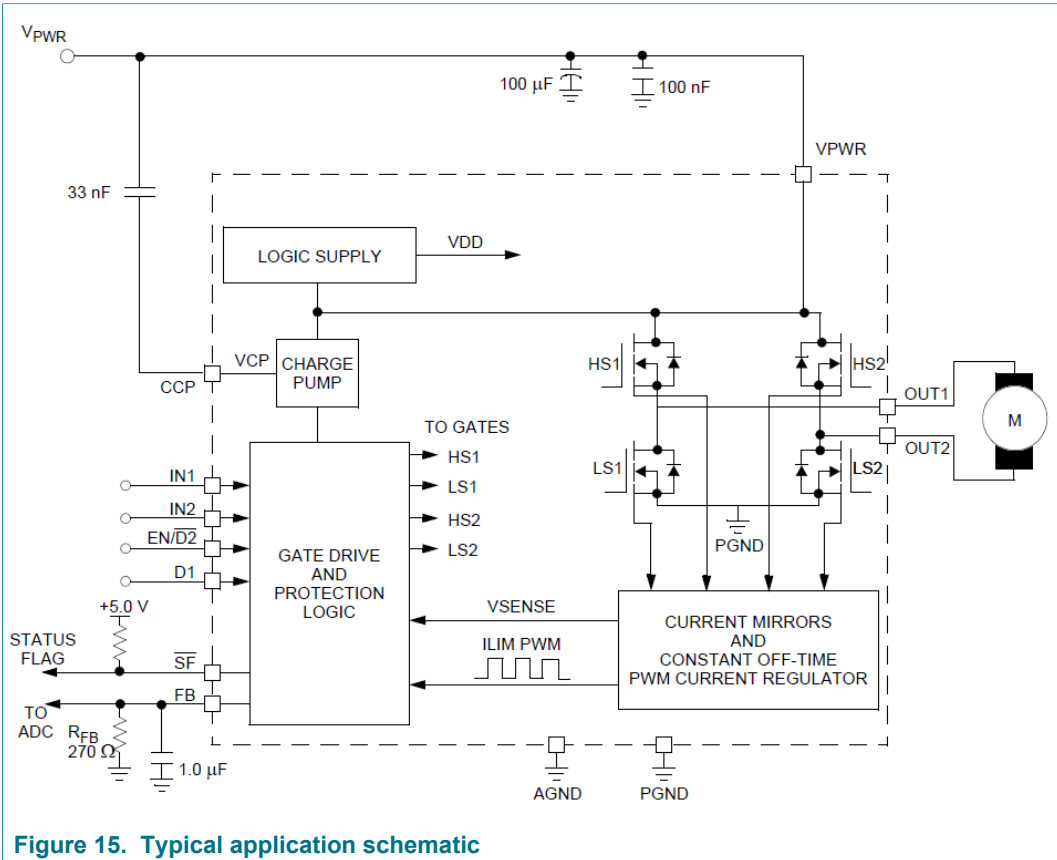 VPWR
100 µF
100 nF
VPWR
33 nF
LOGIC SUPPLY
VDD
VCP
CCP
CHARGE
PUMP
HS1
HS2
OUT1
M
OUT2
TO GATES
HS1
LS1
HS2
LS2
LS1
LS2
PGND
IN1
IN2
EN/D2
D1
+5.0 V
STATUS
FLAG
SF
FB
TO
ADC
RFB
270 Ω
1.0 µF
GATE DRIVE
AND
PROTECTION
LOGIC
VSENSE
ILIM PWM
CURRENT MIRRORS
AND
CONSTANT OFF-TIME
PWM CURRENT REGULATOR
AGND
PGND
Figure 15. Typical application schematic